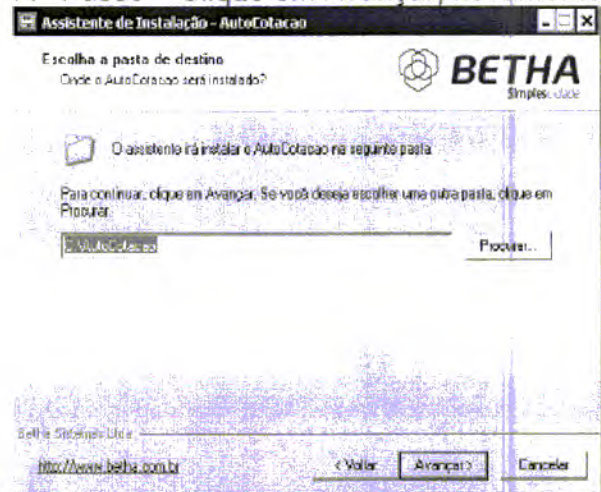 Assistente de Instalação - AutoCotacao
Escolha a pasta de destino
Onde o AutoCotacao será instalado?
BETHA
Simplicidade
O assistente irá instalar o AutoCotacao na seguinte pasta
Para continuar, clique em Avançar. Se você deseja escolher uma outra pasta, clique em
Procurar.
C:\AutoCotacao
Procurar...
Betha Sistemas Ltda
http://www.betha.com.br
< Voltar
Avançar >
Cancelar